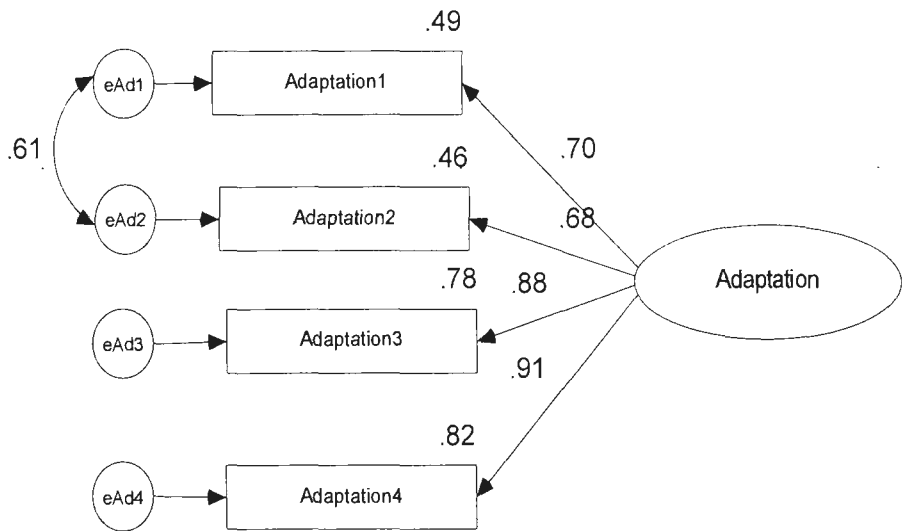 .49
eAd1
Adaptation1
.61
.70
.46
eAd2
Adaptation2
.68
Adaptation
.78
.88
eAd3
Adaptation3
.91
.82
eAd4
Adaptation4